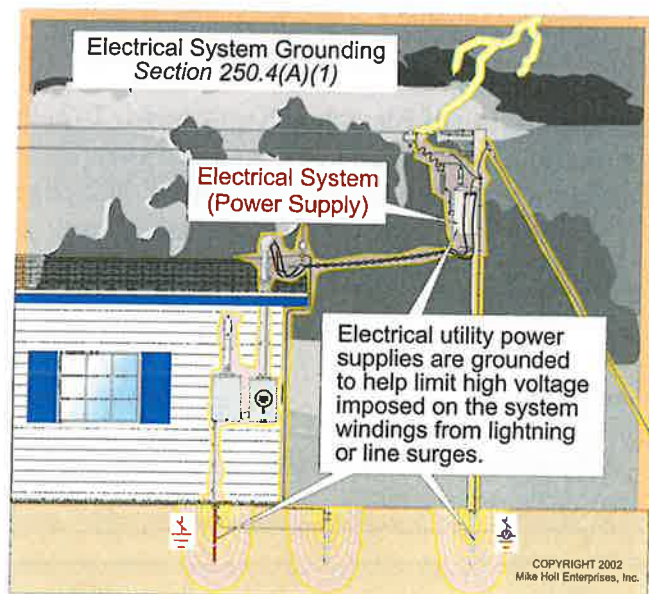 Electrical System Grounding
Section 250.4(A)(1)
Electrical System
(Power Supply)
Electrical utility power
supplies are grounded
to help limit high voltage
imposed on the system
windings from lightning
or line surges.
COPYRIGHT 2002
Mike Holt Enterprises, Inc.